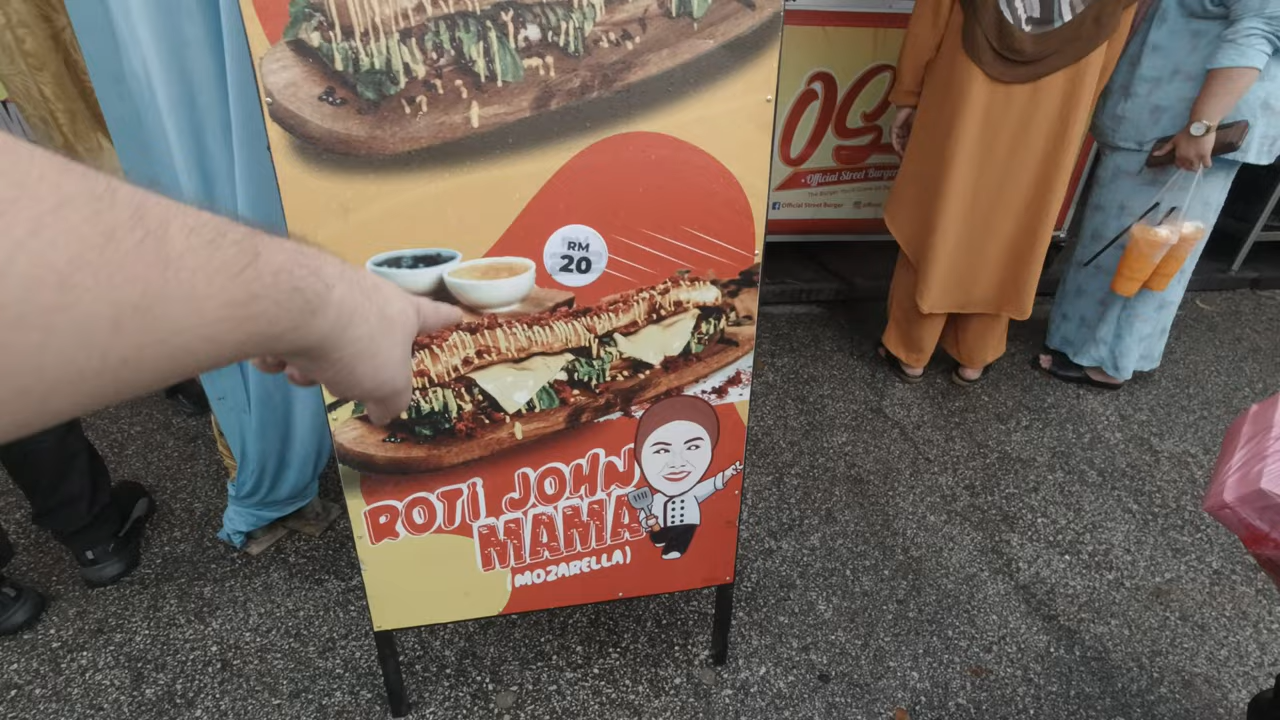 RM
20
ROTI JOHN
MAMA
(MOZARELLA)
OS
Official Street Burger
Official Street Burger